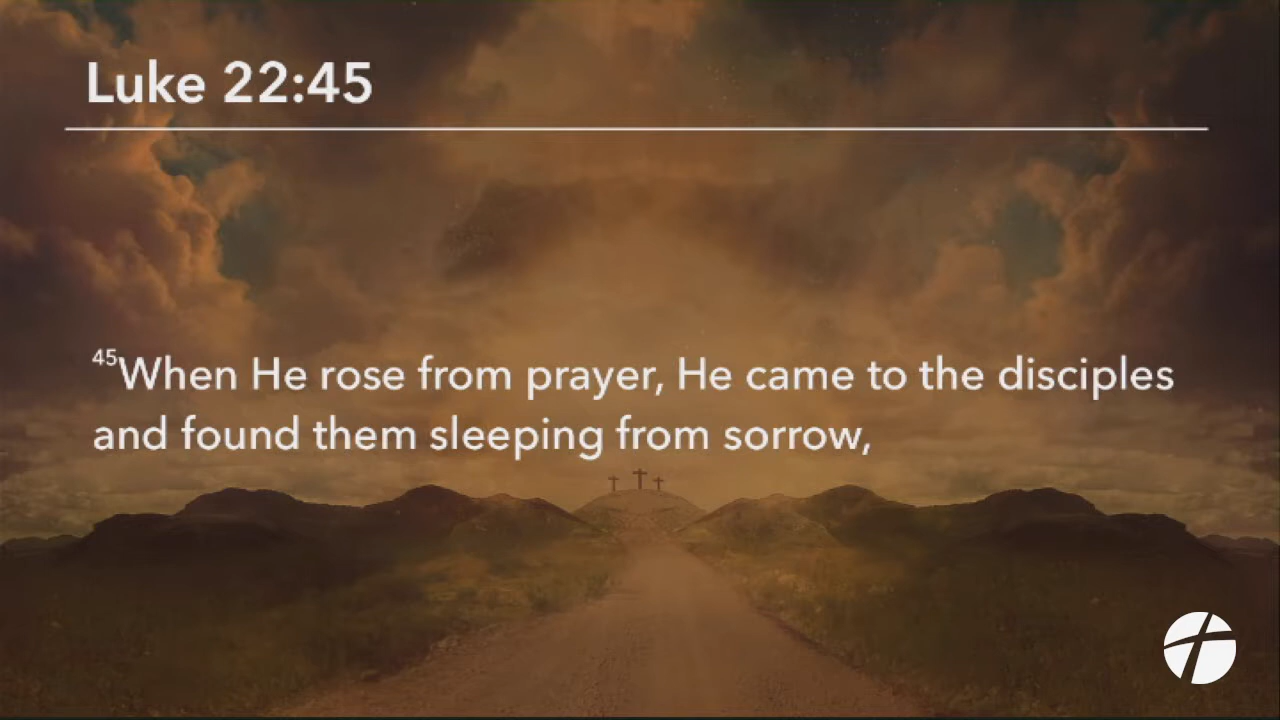 Luke 22:45
45When He rose from prayer, He came to the disciples
and found them sleeping from sorrow,